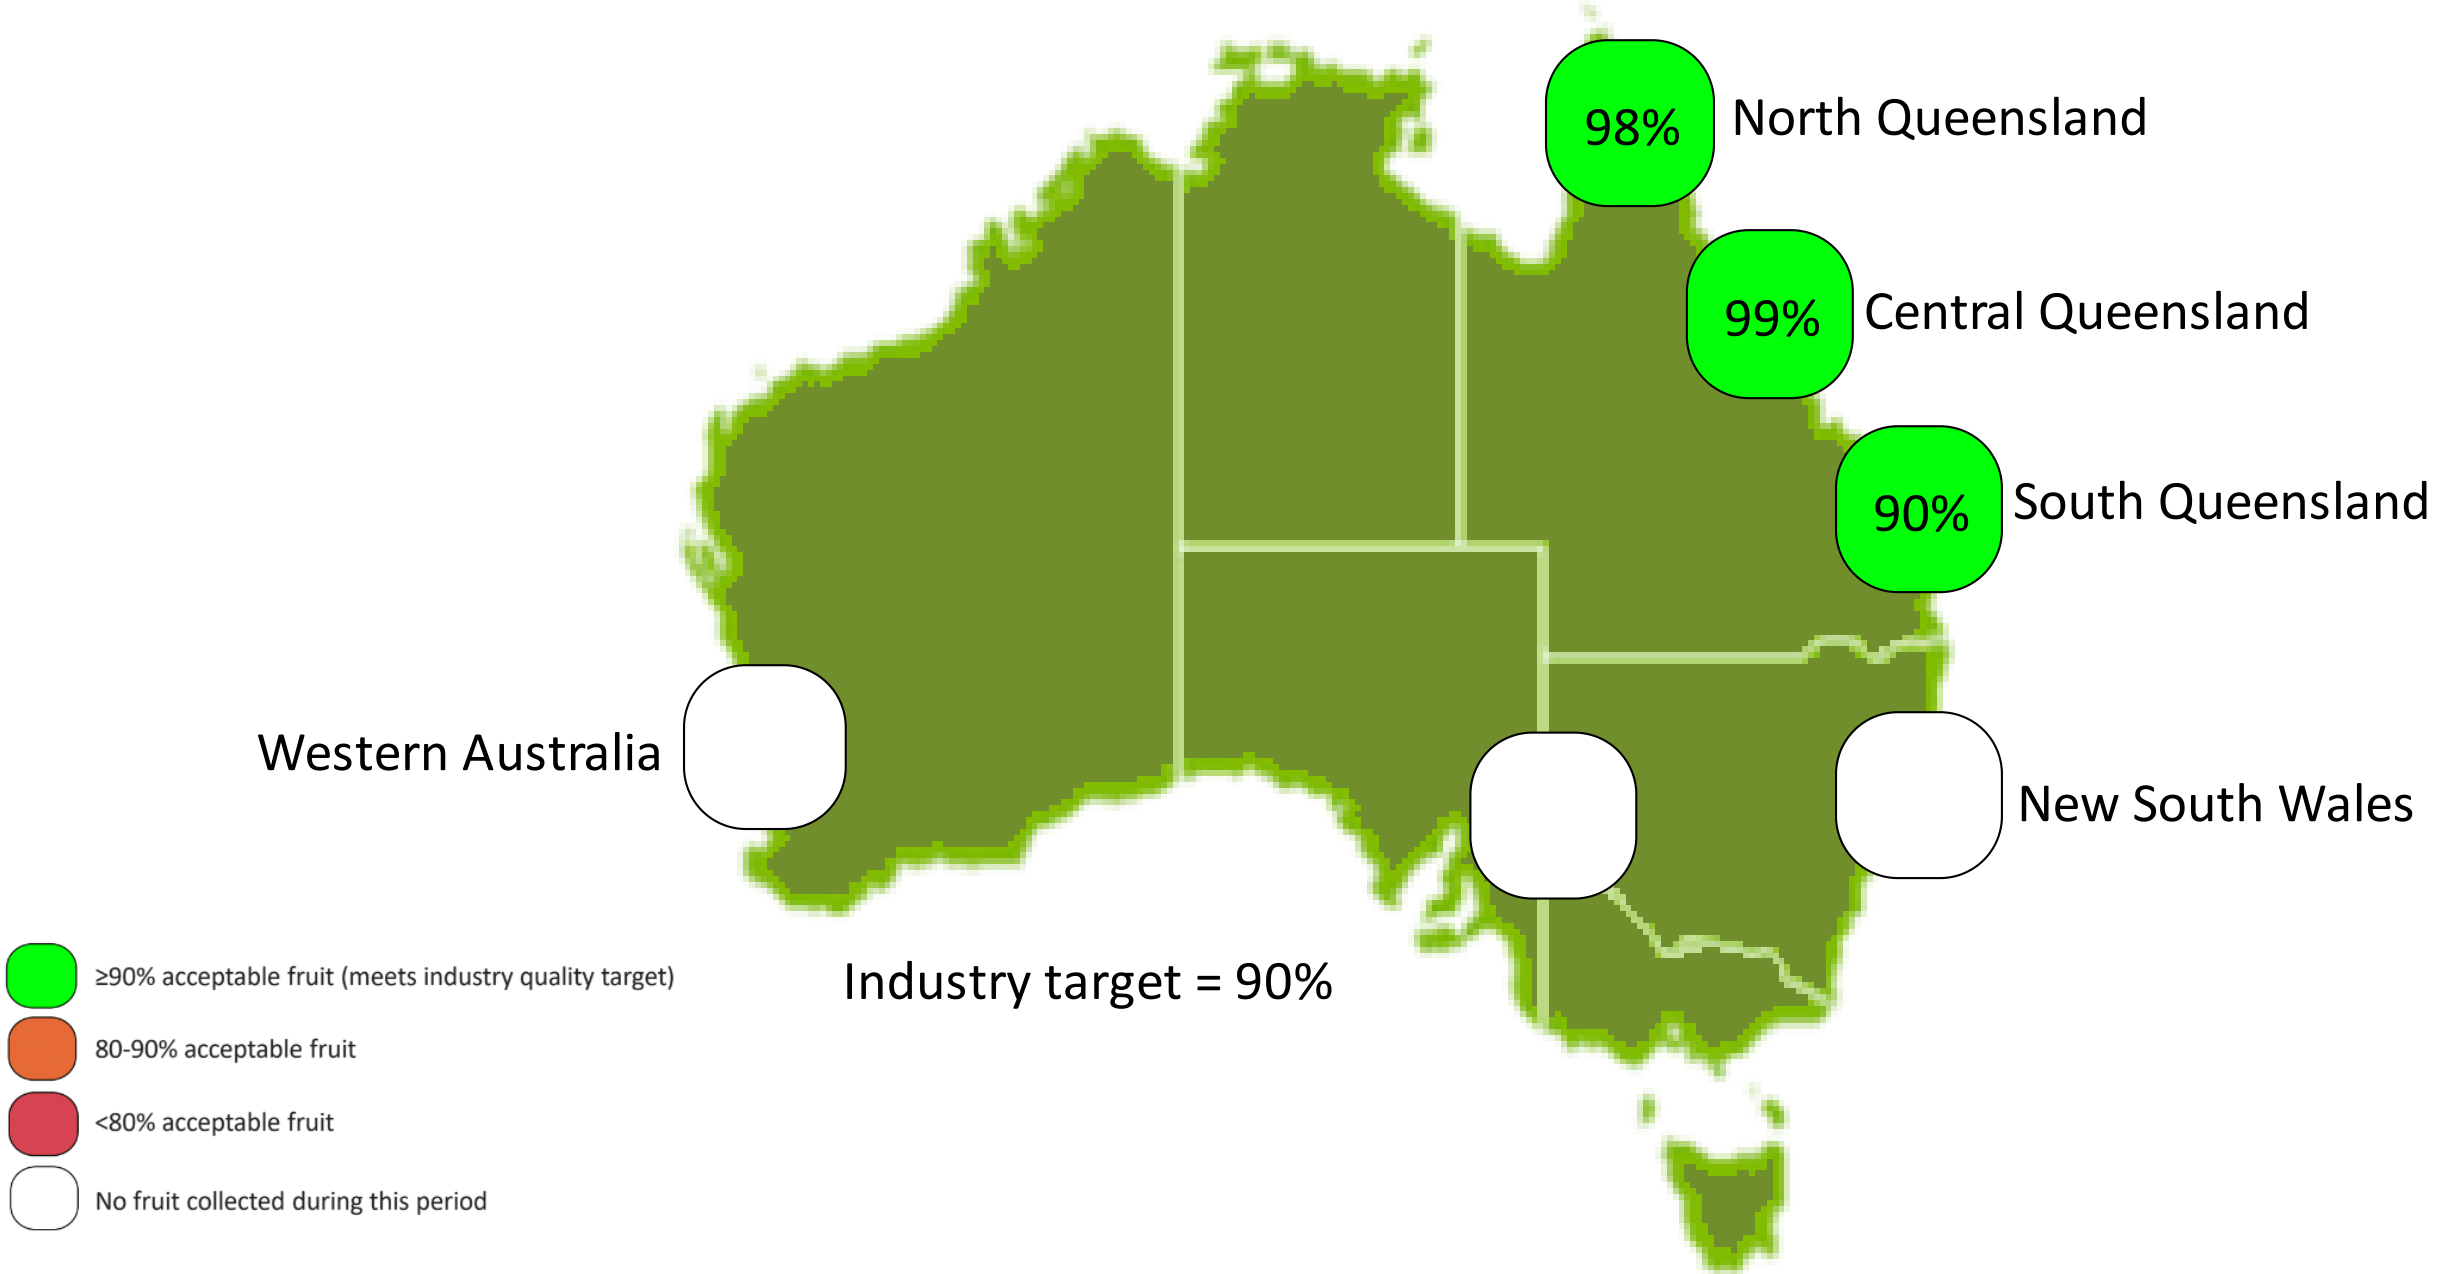 98%
North Queensland
99%
Central Queensland
90%
South Queensland
Western Australia
New South Wales
Industry target = 90%
≥90% acceptable fruit (meets industry quality target)
80-90% acceptable fruit
<80% acceptable fruit
No fruit collected during this period